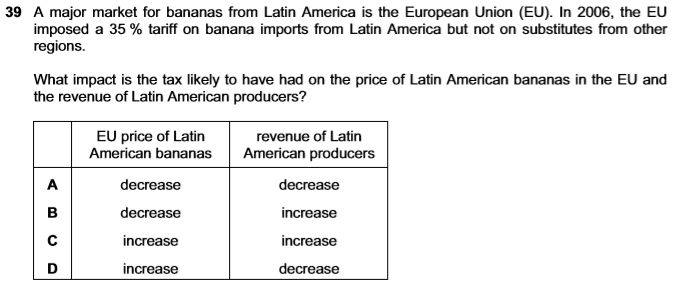 39 A major market for bananas from Latin America is the European Union (EU). In 2006, the EU
imposed a 35 % tariff on banana imports from Latin America but not on substitutes from other
regions.
What impact is the tax likely to have had on the price of Latin American bananas in the EU and
the revenue of Latin American producers?
EU price of Latin American bananas | revenue of Latin American producers
A decrease decrease
B decrease increase
C increase increase
D increase decrease